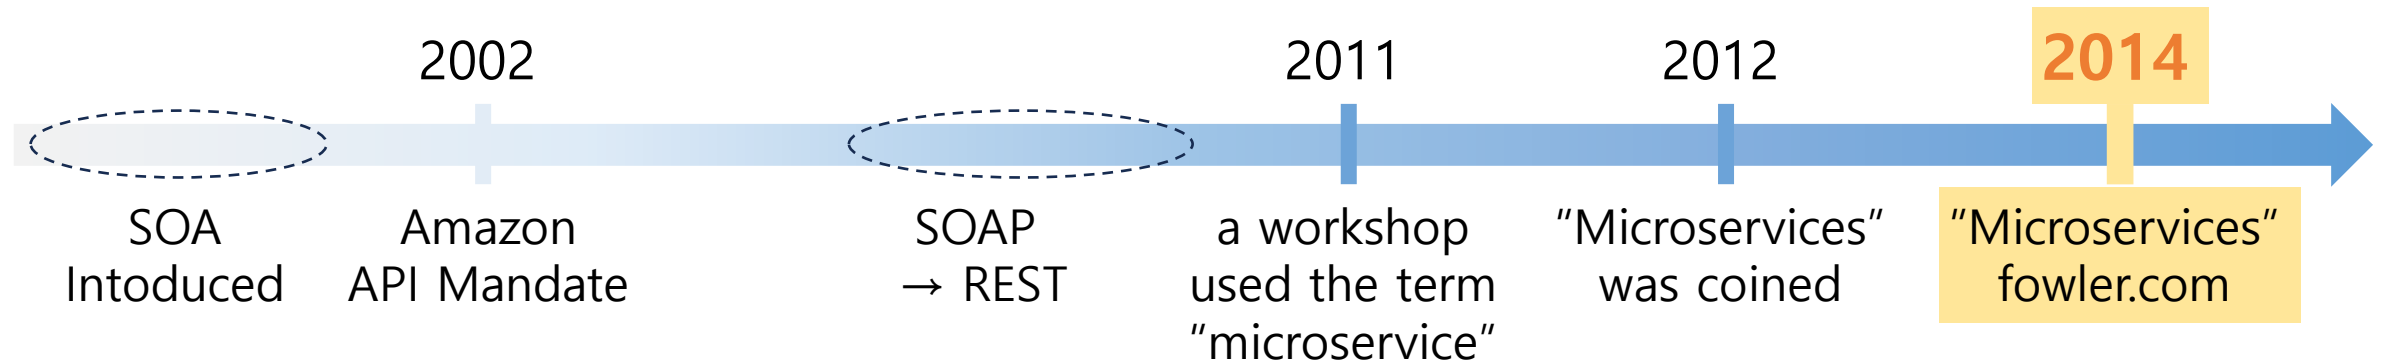 2002
2011
2012
2014
SOA
Intoduced
Amazon
API Mandate
SOAP
→ REST
a workshop
used the term
"microservice"
"Microservices"
was coined
"Microservices"
fowler.com